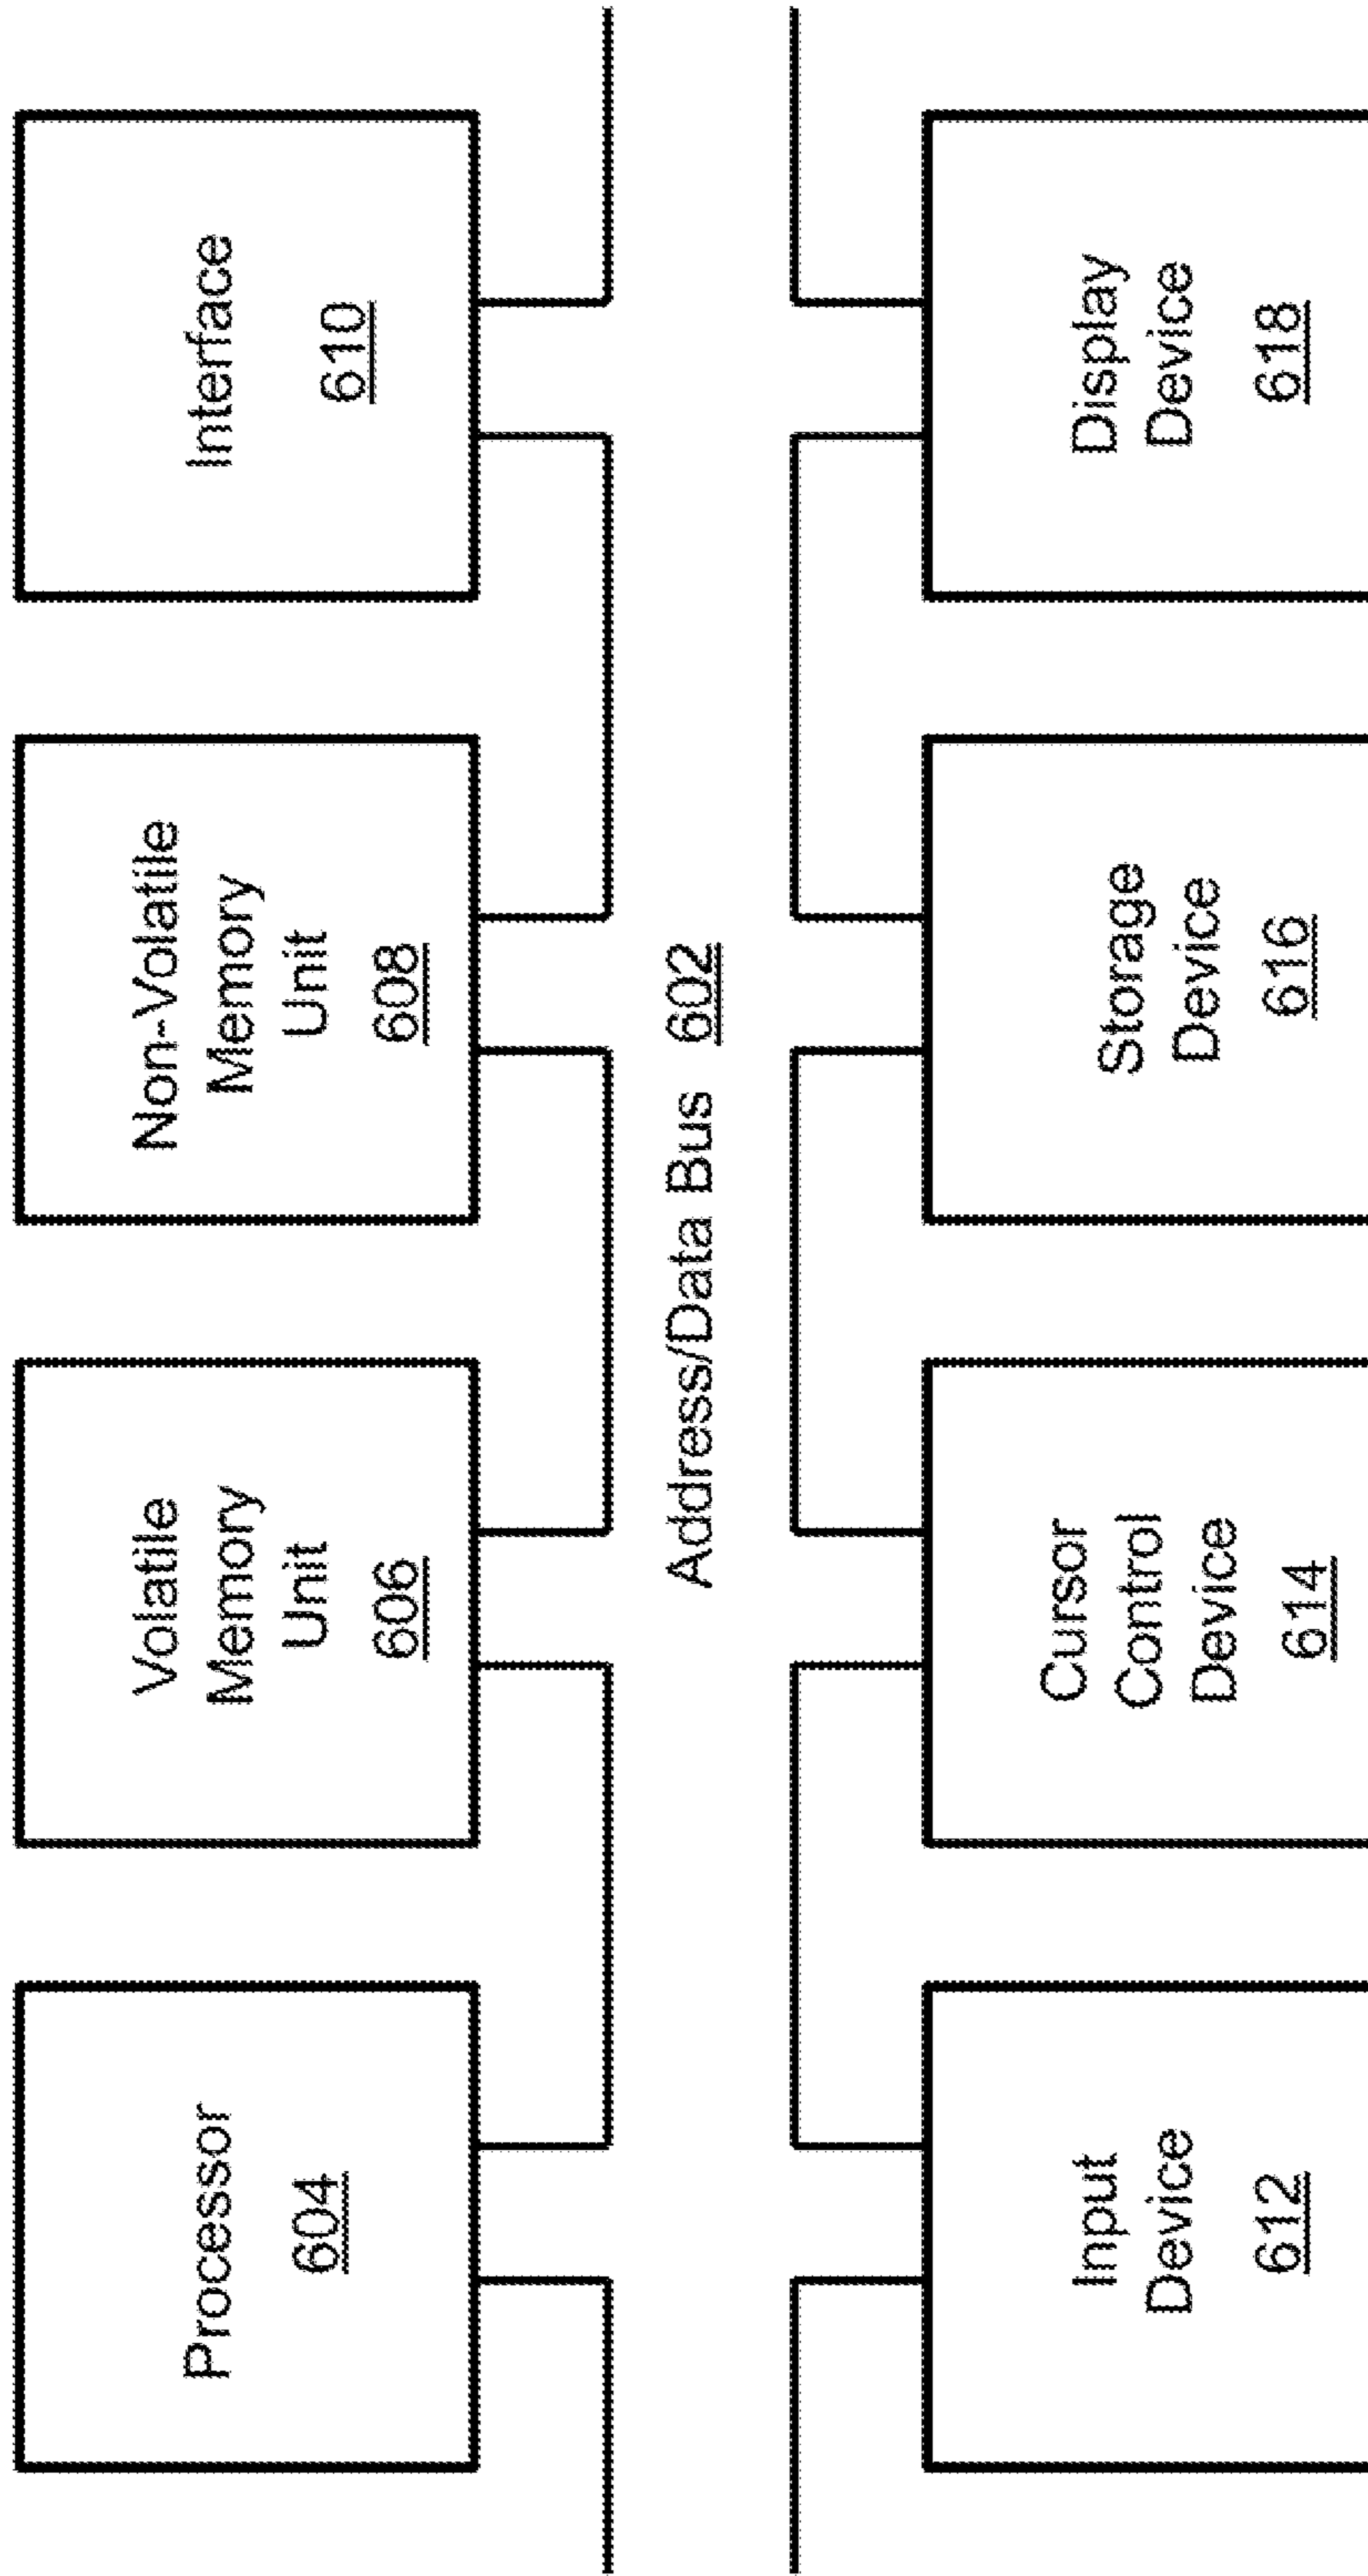 Processor
604
Volatile
Memory
Unit
606
Non-Volatile
Memory
Unit
608
Interface
610
Address/Data Bus 602
Input
Device
612
Cursor
Control
Device
614
Storage
Device
616
Display
Device
618